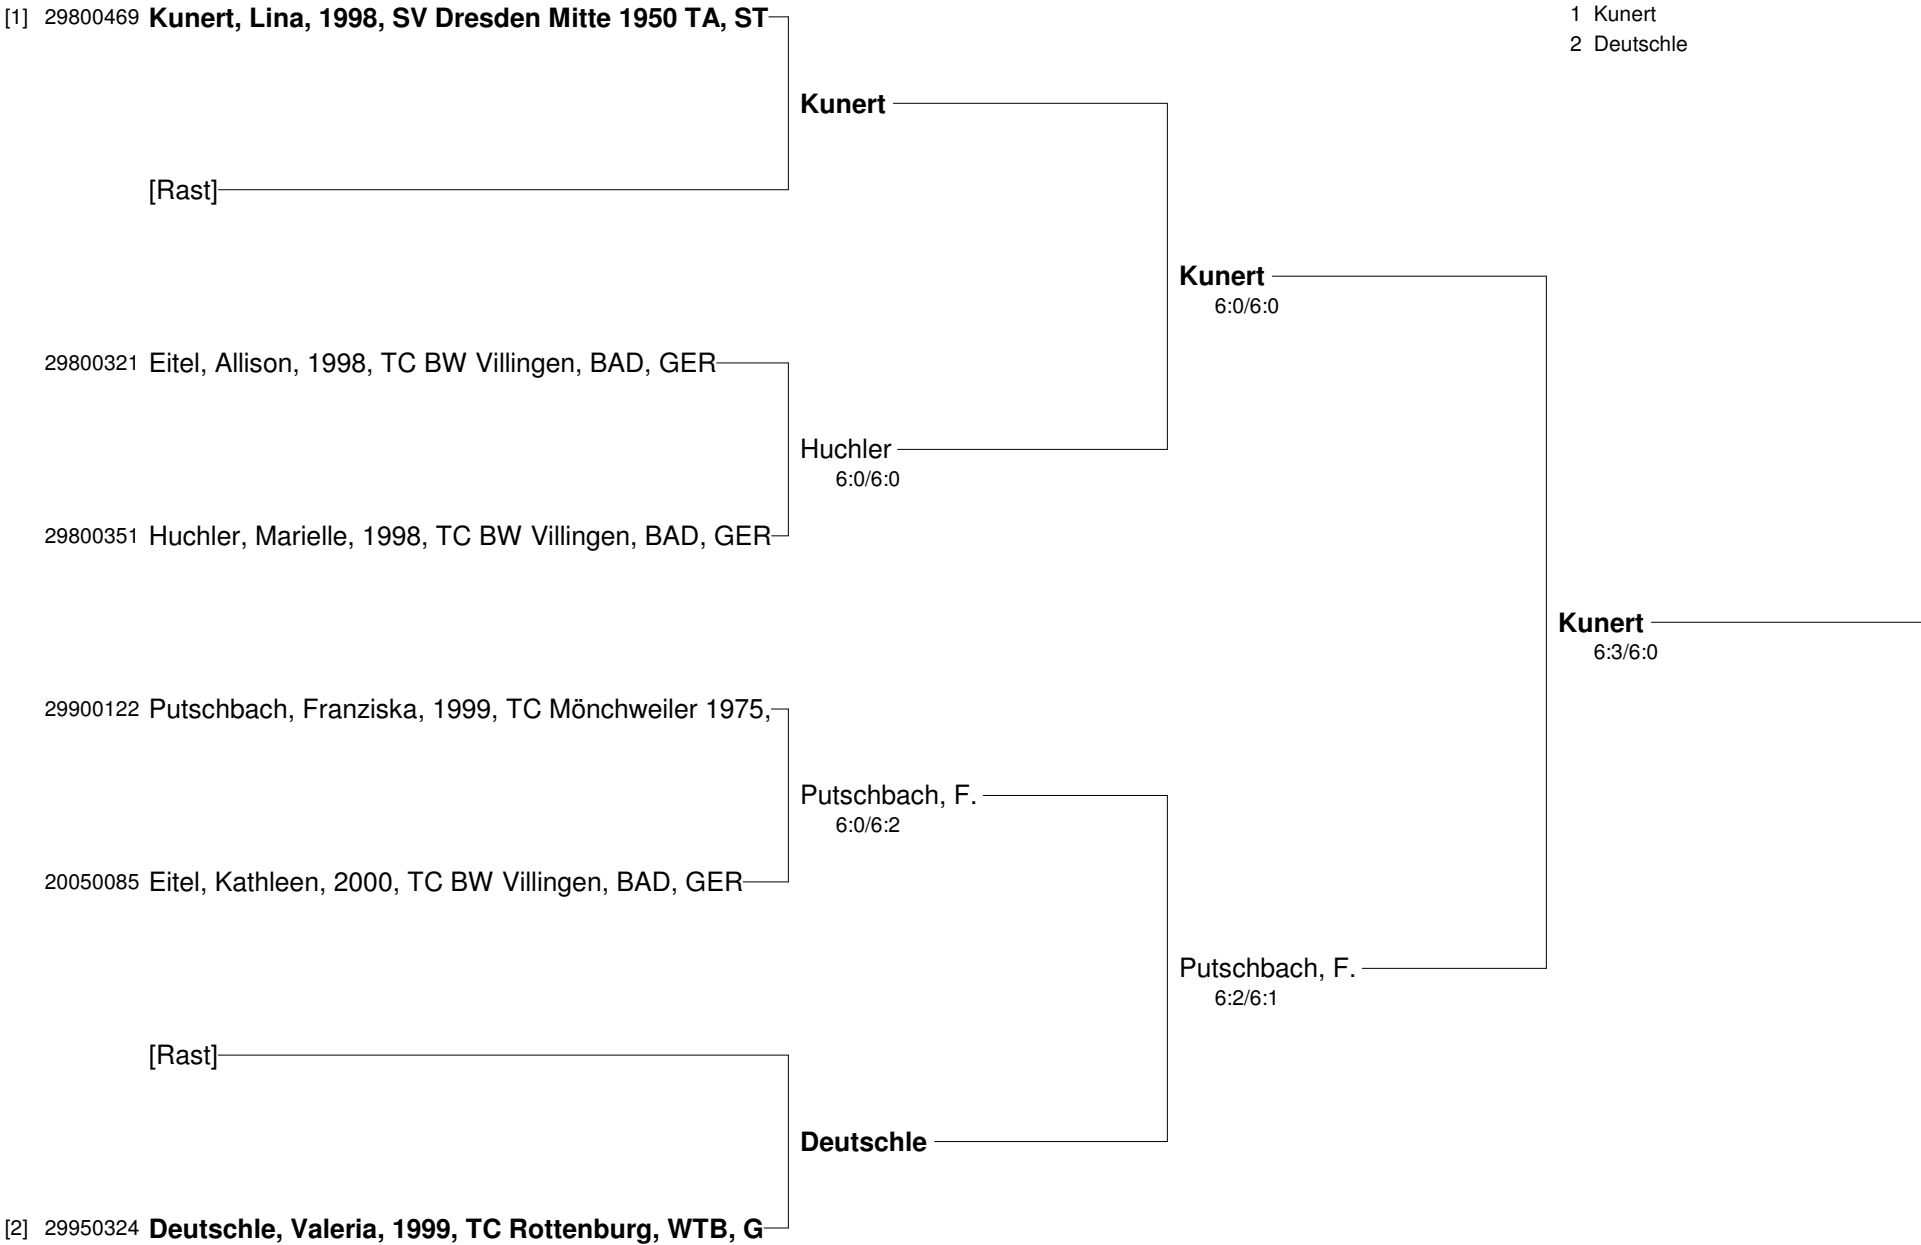 [1] 29800469 Kunert, Lina, 1998, SV Dresden Mitte 1950 TA, ST
1 Kunert
2 Deutschle
Kunert
[Rast]
Kunert
6:0/6:0
29800321 Eitel, Allison, 1998, TC BW Villingen, BAD, GER
Huchler
6:0/6:0
29800351 Huchler, Marielle, 1998, TC BW Villingen, BAD, GER
Kunert
6:3/6:0
29900122 Putschbach, Franziska, 1999, TC Mönchweiler 1975,
Putschbach, F.
6:0/6:2
20050085 Eitel, Kathleen, 2000, TC BW Villingen, BAD, GER
Putschbach, F.
6:2/6:1
[Rast]
Deutschle
[2] 29950324 Deutschle, Valeria, 1999, TC Rottenburg, WTB, G